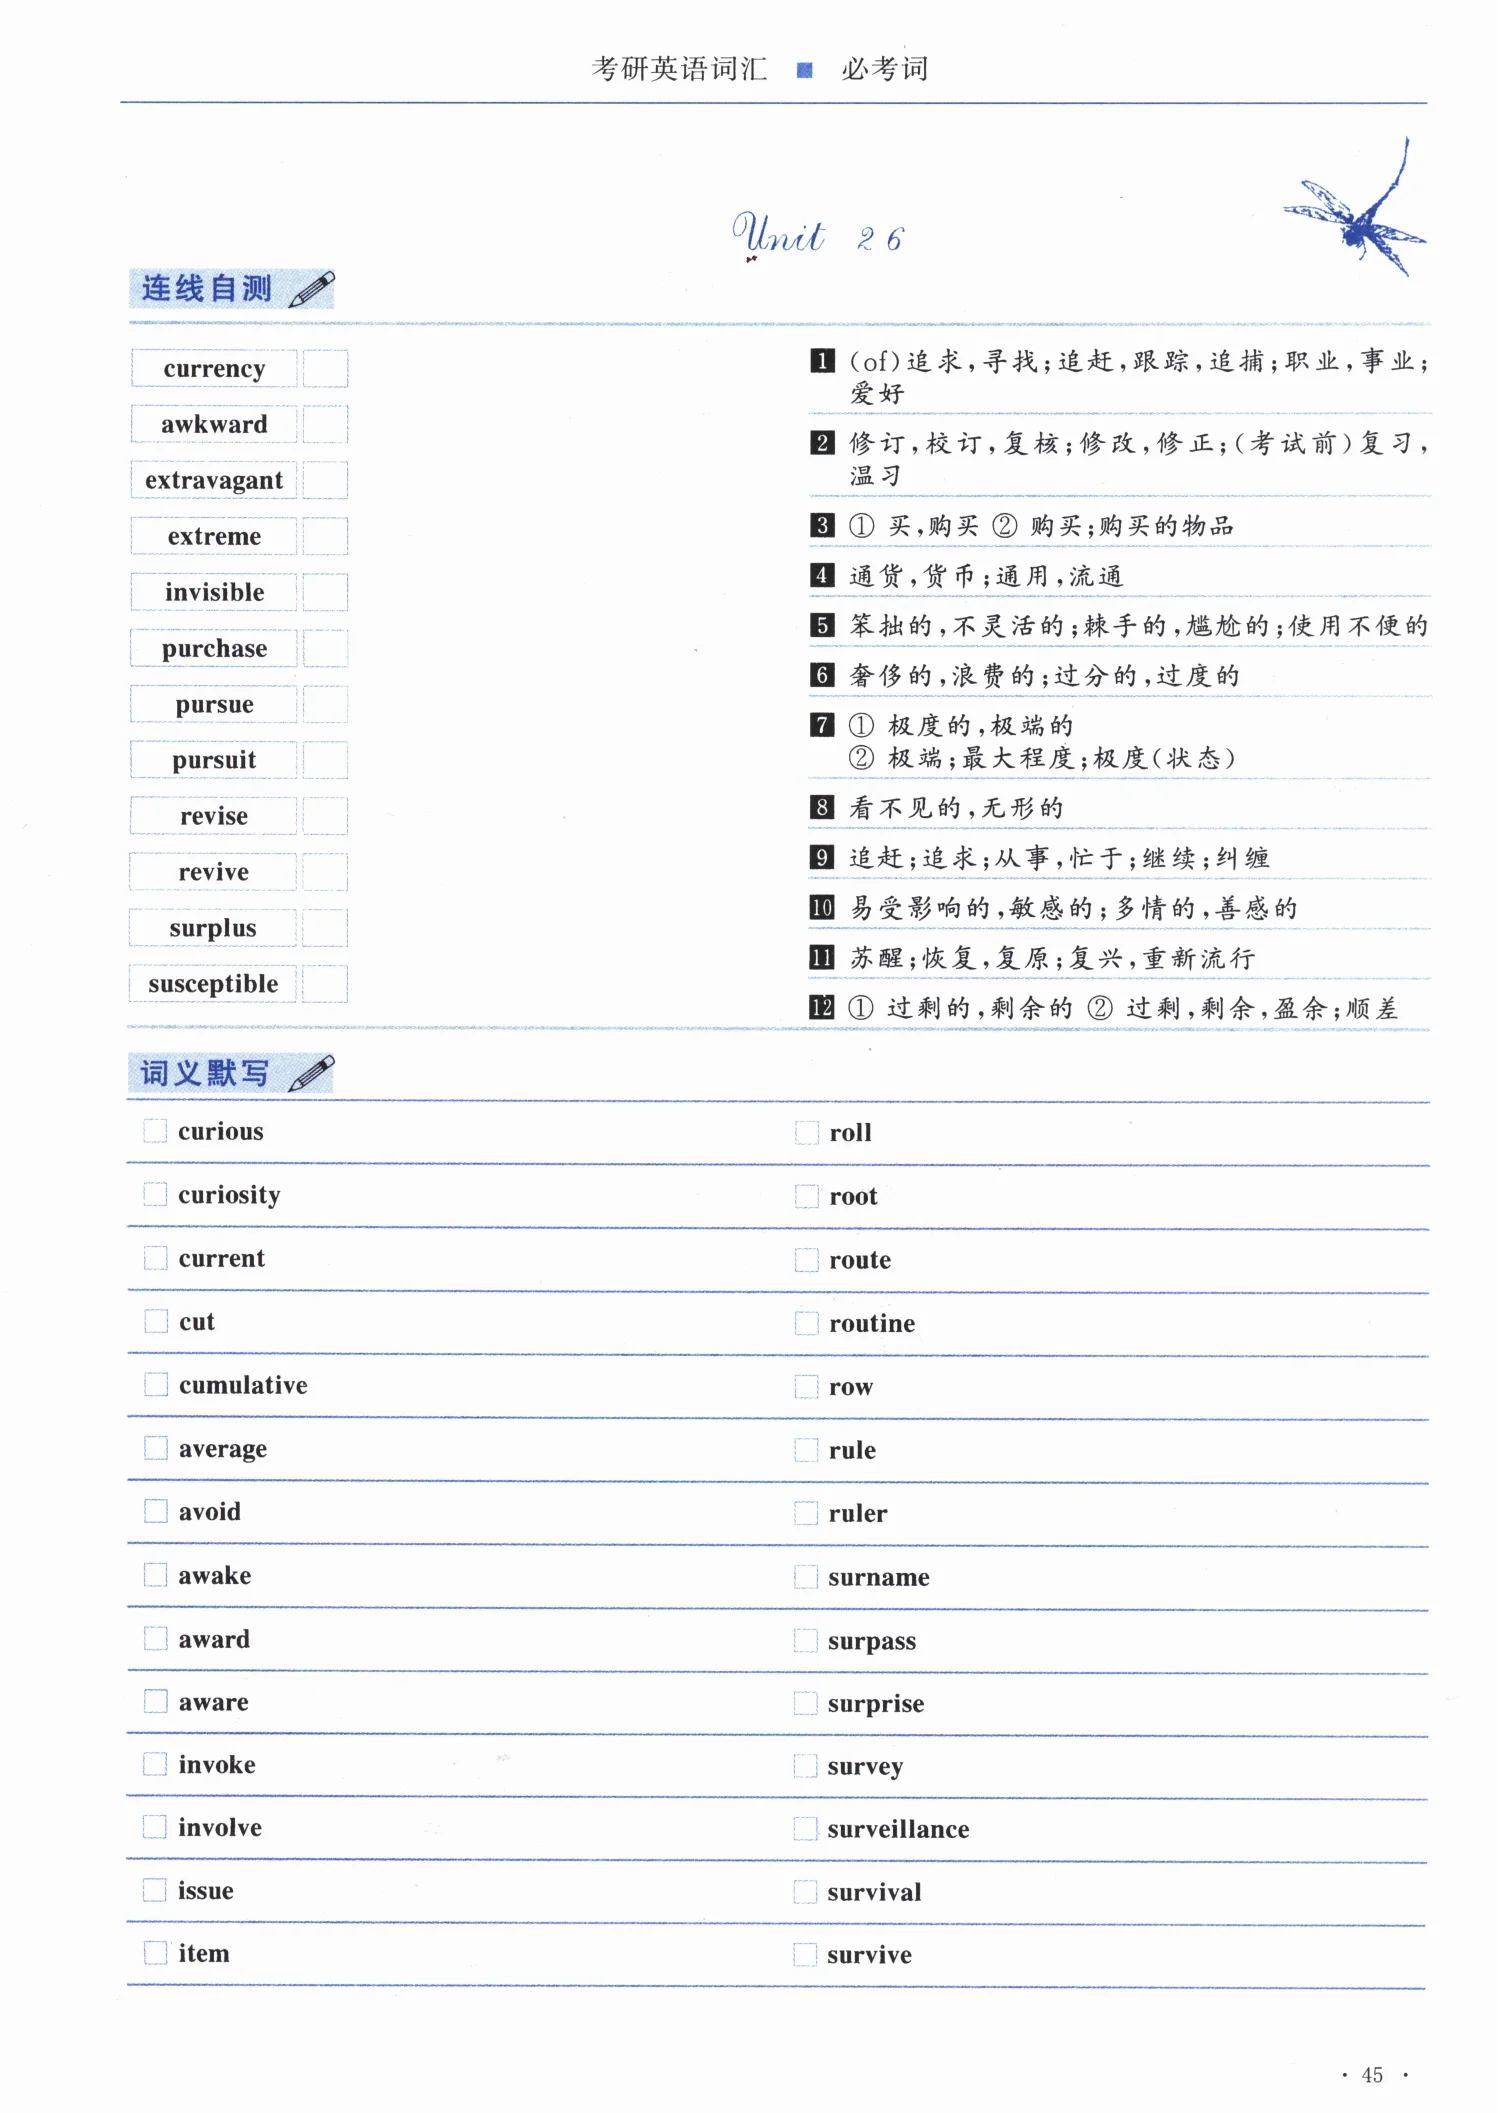 考研英语词汇 ■ 必考词
Unit 26
连线自测
currency
awkward
extravagant
extreme
invisible
purchase
pursue
pursuit
revise
revive
surplus
susceptible
1 (of)追求,寻找;追赶,跟踪,追捕;职业,事业;
爱好
2 修订,校订,复核;修改,修正;(考试前)复习,
温习
3 ① 买,购买 ② 购买;购买的物品
4 通货,货币;通用,流通
5 笨拙的,不灵活的;棘手的,尴尬的;使用不便的
6 奢侈的,浪费的;过分的,过度的
7 ① 极度的,极端的
② 极端;最大程度;极度(状态)
8 看不见的,无形的
9 追赶;追求;从事,忙于;继续;纠缠
10 易受影响的,敏感的;多情的,善感的
11 苏醒;恢复,复原;复兴,重新流行
12 ① 过剩的,剩余的 ② 过剩,剩余,盈余;顺差
词义默写
curious
roll
curiosity
root
current
route
cut
routine
cumulative
row
average
rule
avoid
ruler
awake
surname
award
surpass
aware
surprise
invoke
survey
involve
surveillance
issue
survival
item
survive
· 45 ·